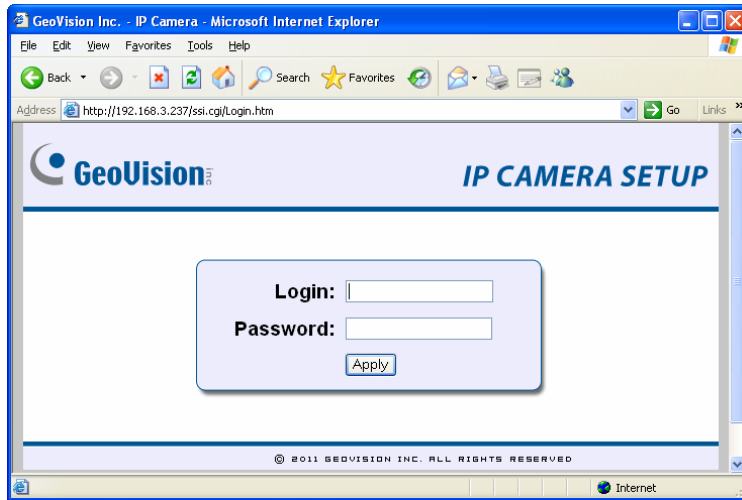 GeoVision Inc. - IP Camera - Microsoft Internet Explorer
File Edit View Favorites Tools Help
Back Search Favorites
Address http://192.168.3.237/ssi.cgi/Login.htm Go Links »
GeoVision inc IP CAMERA SETUP
Login:
Password:
Apply
© 2011 GEOVISION INC. ALL RIGHTS RESERVED
Internet